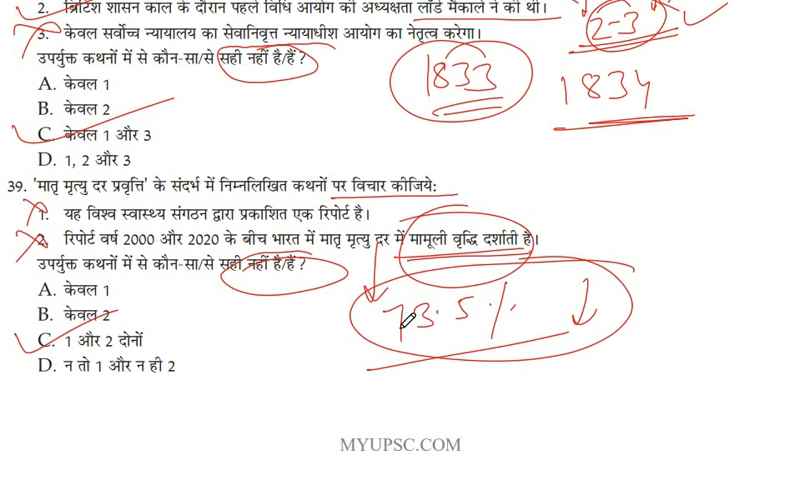 2. ब्रिटिश शासन काल के दौरान पहले विधि आयोग की अध्यक्षता लॉर्ड मैकाले ने की थी।
2-3
3. केवल सर्वोच्च न्यायालय का सेवानिवृत्त न्यायाधीश आयोग का नेतृत्व करेगा।
उपर्युक्त कथनों में से कौन-सा/से सही नहीं है/हैं ?
A. केवल 1
1833
1834
B. केवल 2
C. केवल 1 और 3
D. 1, 2 और 3
39. 'मातृ मृत्यु दर प्रवृत्ति' के संदर्भ में निम्नलिखित कथनों पर विचार कीजिये:
1. यह विश्व स्वास्थ्य संगठन द्वारा प्रकाशित एक रिपोर्ट है।
2. रिपोर्ट वर्ष 2000 और 2020 के बीच भारत में मातृ मृत्यु दर में मामूली वृद्धि दर्शाती है।
उपर्युक्त कथनों में से कौन-सा/से सही नहीं है/हैं ?
A. केवल 1
B. केवल 2
73.5%
C. 1 और 2 दोनों
D. न तो 1 और न ही 2
MYUPSC.COM